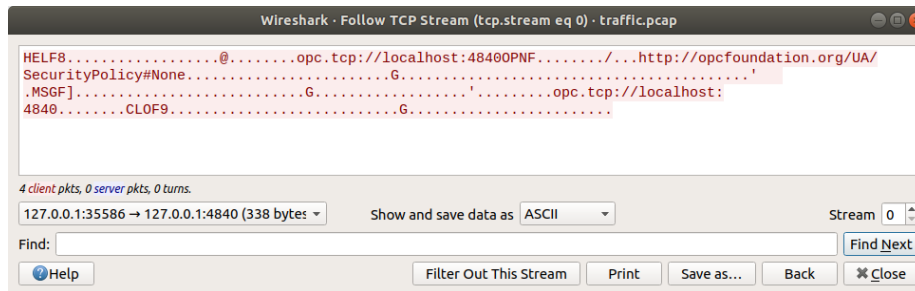 Wireshark · Follow TCP Stream (tcp.stream eq 0) · traffic.pcap
HELF8..................@........opc.tcp://localhost:4840OPNF......../...http://opcfoundation.org/UA/
SecurityPolicy#None.........................G..........................................'
.MSGF]............................G..................'.........opc.tcp://localhost:
4840........CLOF9............................G.........................
4 client pkts, 0 server pkts, 0 turns.
127.0.0.1:35586 → 127.0.0.1:4840 (338 bytes
Show and save data as ASCII
Stream 0
Find:
Find Next
Help
Filter Out This Stream
Print
Save as...
Back
Close